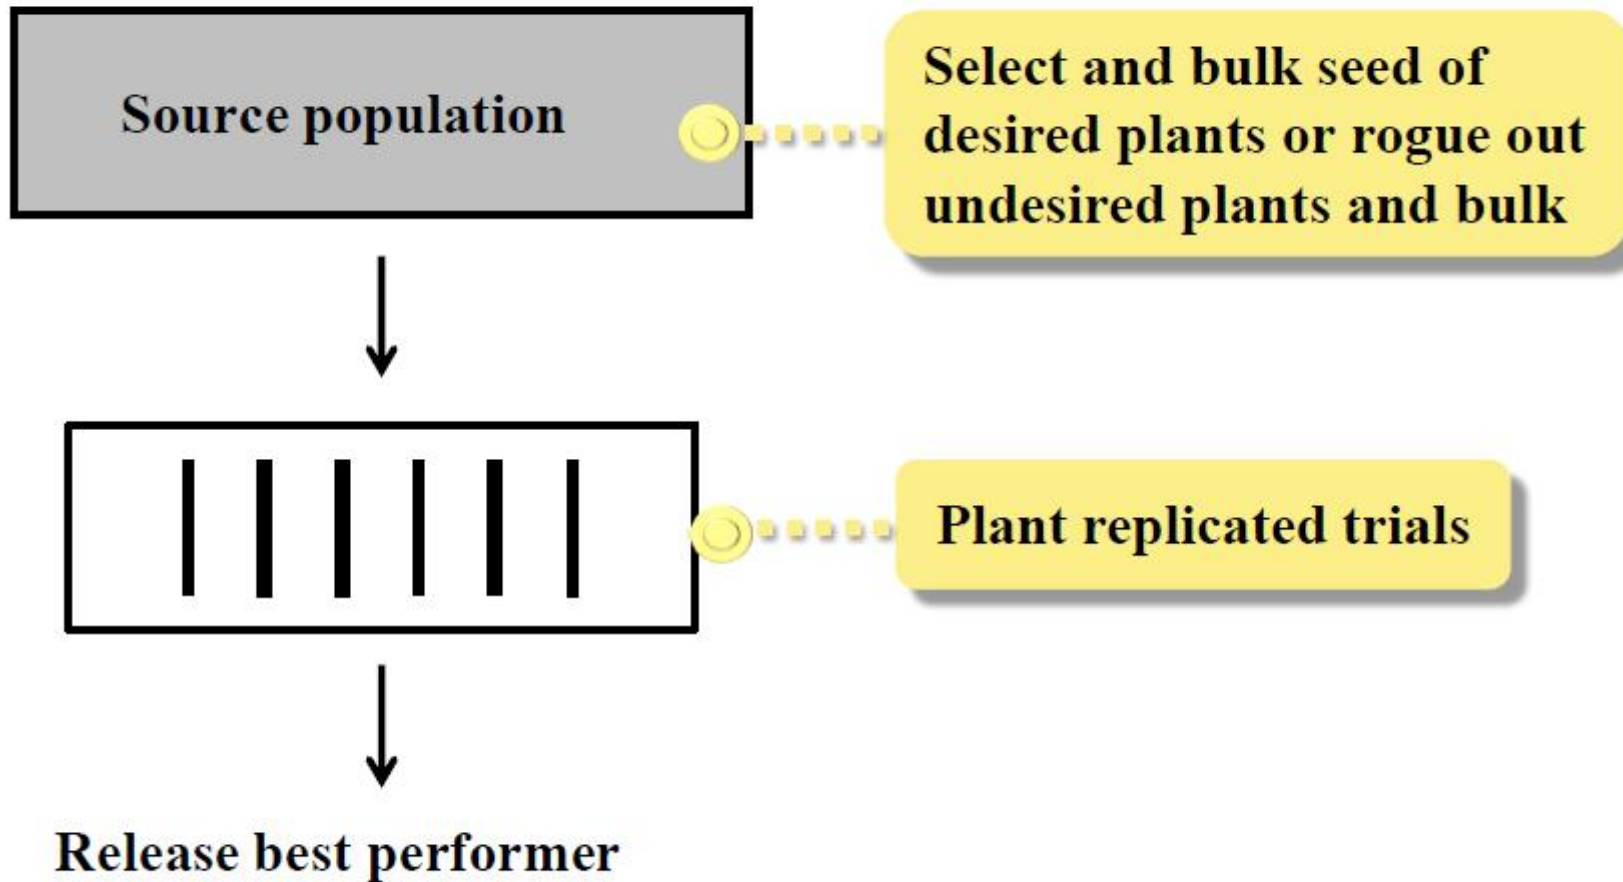 Source population
Select and bulk seed of
desired plants or rogue out
undesired plants and bulk
Plant replicated trials
Release best performer